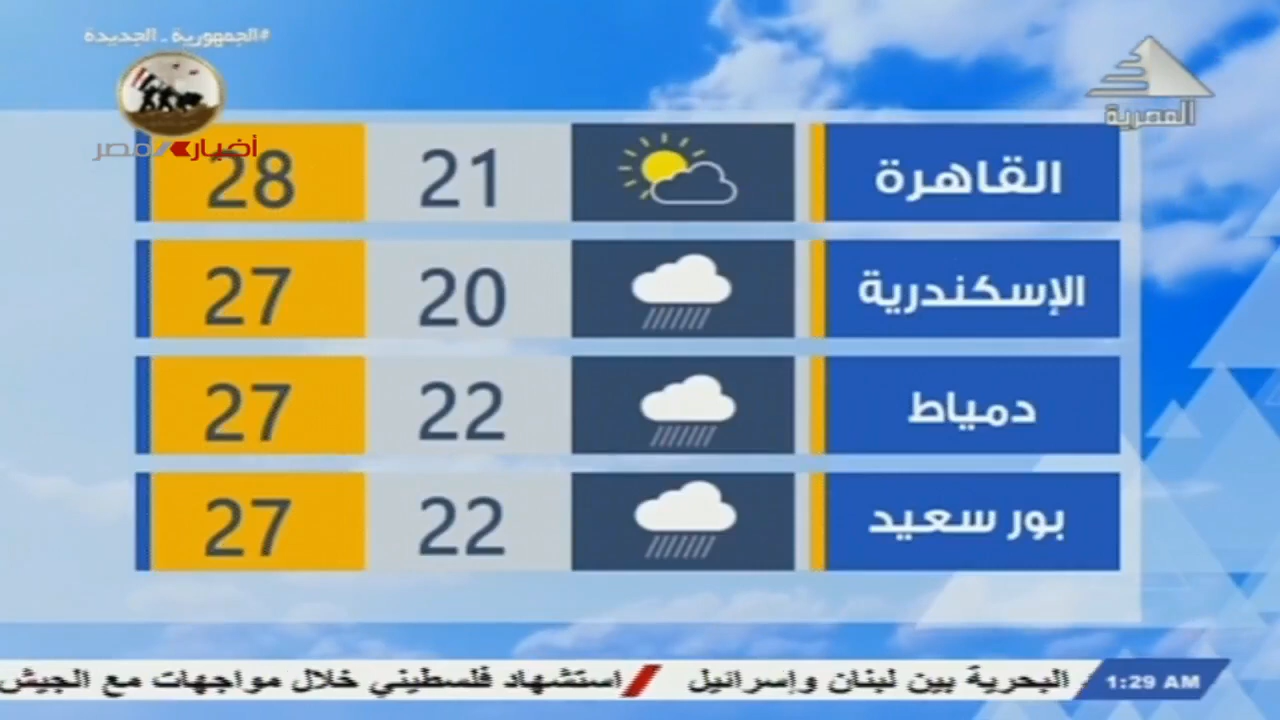 #الجمهورية_الجديدة
المصرية
أخبار مصر
القاهرة 21 28
الإسكندرية 20 27
دمياط 22 27
بور سعيد 22 27
1:29 AM البحرية بين لبنان وإسرائيل استشهاد فلسطيني خلال مواجهات مع الجيش